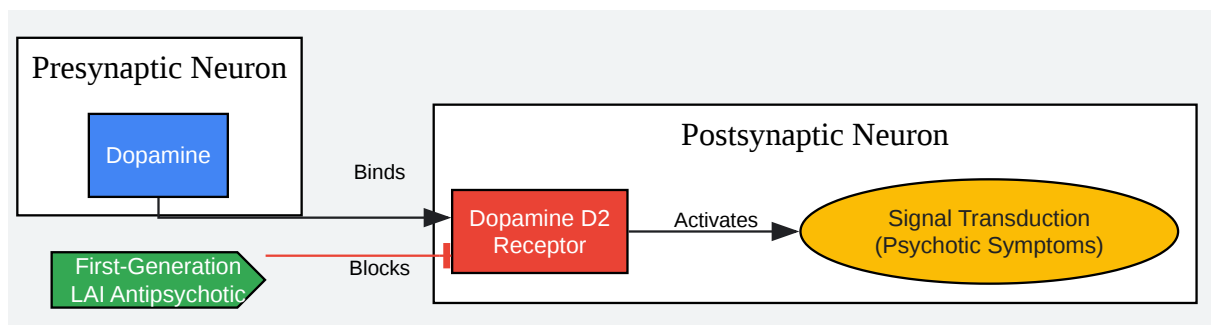 Presynaptic Neuron
Dopamine
Binds
Postsynaptic Neuron
Dopamine D2
Receptor
Activates
Signal Transduction
(Psychotic Symptoms)
First-Generation
LAI Antipsychotic
Blocks